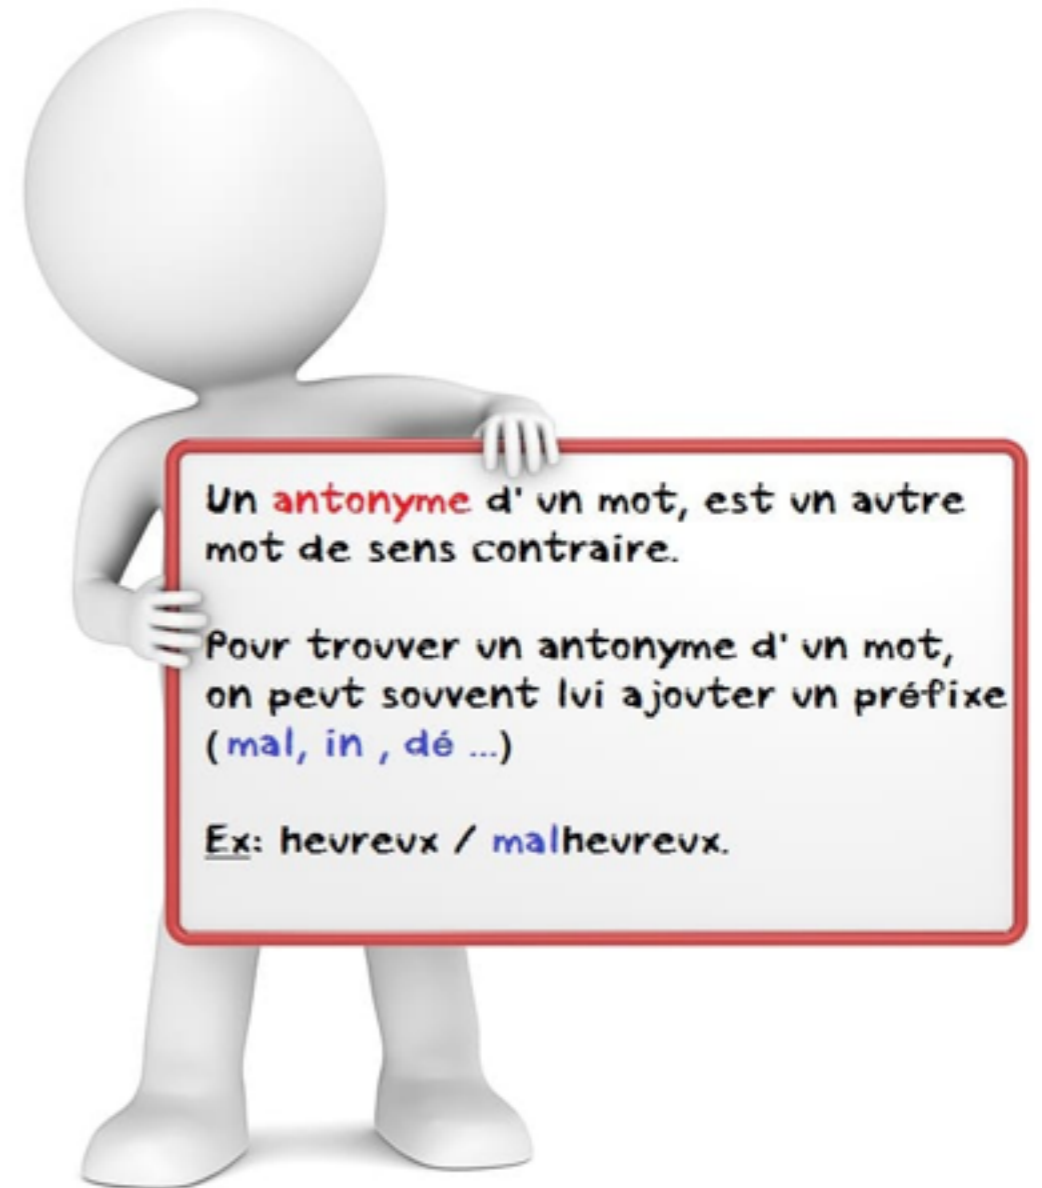 Un antonyme d' un mot, est un autre
mot de sens contraire.
Pour trouver un antonyme d' un mot,
on peut souvent lui ajouter un préfixe
( mal, in , dé ...)
Ex: heureux / malheureux.